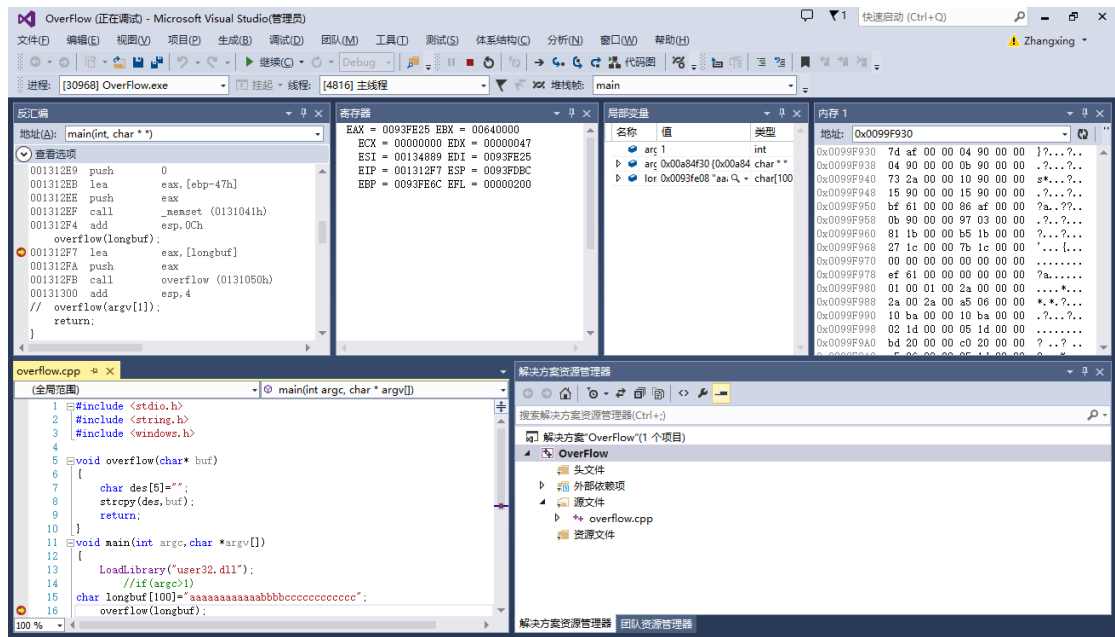 OverFlow (正在调试) - Microsoft Visual Studio(管理员)
1
快速启动 (Ctrl+Q)
文件(F) 编辑(E) 视图(V) 项目(P) 生成(B) 调试(D) 团队(M) 工具(T) 测试(S) 体系结构(C) 分析(N) 窗口(W) 帮助(H)
Zhangxing
继续(C) Debug 代码图
进程: [30968] OverFlow.exe 挂起 线程: [4816] 主线程 堆栈帧: main
反汇编
地址(A): main(int, char * *)
查看选项
001312E9 push 0
001312EB lea eax,[ebp-47h]
001312EE push eax
001312EF call _memset (0131041h)
001312F4 add esp,0Ch
overflow(longbuf);
001312F7 lea eax,[longbuf]
001312FA push eax
001312FB call overflow (0131050h)
00131300 add esp,4
// overflow(argv[1]);
return;
}
寄存器
EAX = 0093FE25 EBX = 00640000
ECX = 00000000 EDX = 00000047
ESI = 00134889 EDI = 0093FE25
EIP = 001312F7 ESP = 0093FDBC
EBP = 0093FE6C EFL = 00000200
局部变量
名称 值 类型
arg 1 int
arg 0x00a84f30 {0x00a84 char * *
lor 0x0093fe08 "aa: char[100
内存 1
地址: 0x0099F930
0x0099F930 7d af 00 00 04 90 00 00 }?...?..
0x0099F938 04 90 00 00 0b 90 00 00 .?...?..
0x0099F940 73 2a 00 00 10 90 00 00 s*...?..
0x0099F948 15 90 00 00 15 90 00 00 .?...?..
0x0099F950 bf 61 00 00 86 af 00 00 ?a..??..
0x0099F958 0b 90 00 00 97 03 00 00 .?..?...
0x0099F960 81 1b 00 00 b5 1b 00 00 ?...?...
0x0099F968 27 1c 00 00 7b 1c 00 00 '...{...
0x0099F970 00 00 00 00 00 00 00 00 ........
0x0099F978 ef 61 00 00 00 00 00 00 ?a......
0x0099F980 01 00 01 00 2a 00 00 00 ....*...
0x0099F988 2a 00 2a 00 a5 06 00 00 *.*.?...
0x0099F990 10 ba 00 00 10 ba 00 00 .?...?..
0x0099F998 02 1d 00 00 05 1d 00 00 ........
0x0099F9A0 bd 20 00 00 c0 20 00 00 ? ..? ..
overflow.cpp
(全局范围) main(int argc, char * argv[])
1 #include <stdio.h>
2 #include <string.h>
3 #include <windows.h>
4
5 void overflow(char* buf)
6 {
7 char des[5]="";
8 strcpy(des,buf);
9 return;
10 }
11 void main(int argc,char *argv[])
12 {
13 LoadLibrary("user32.dll");
14 //if(argc>1)
15 char longbuf[100]="aaaaaaaaaaaabbbbcccccccccccc";
16 overflow(longbuf);
100 %
解决方案资源管理器
搜索解决方案资源管理器(Ctrl+;)
解决方案"OverFlow"(1 个项目)
OverFlow
头文件
外部依赖项
源文件
overflow.cpp
资源文件
解决方案资源管理器 团队资源管理器